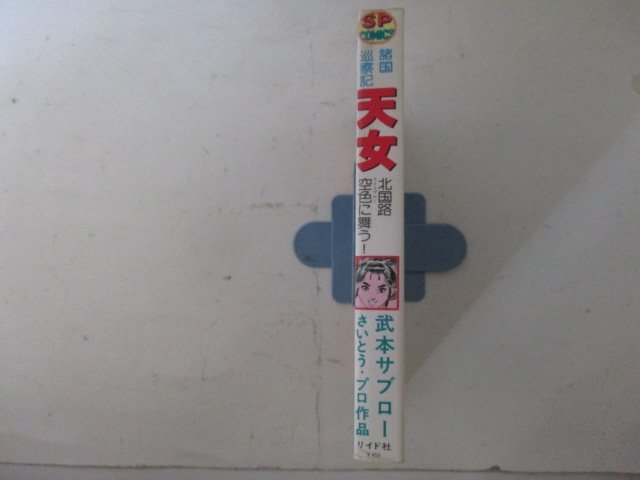 SP
COMICS
諸国
巡察記
天女
北国路
空色に舞う!
武本サブロー
さいとう・プロ作品
リイド社